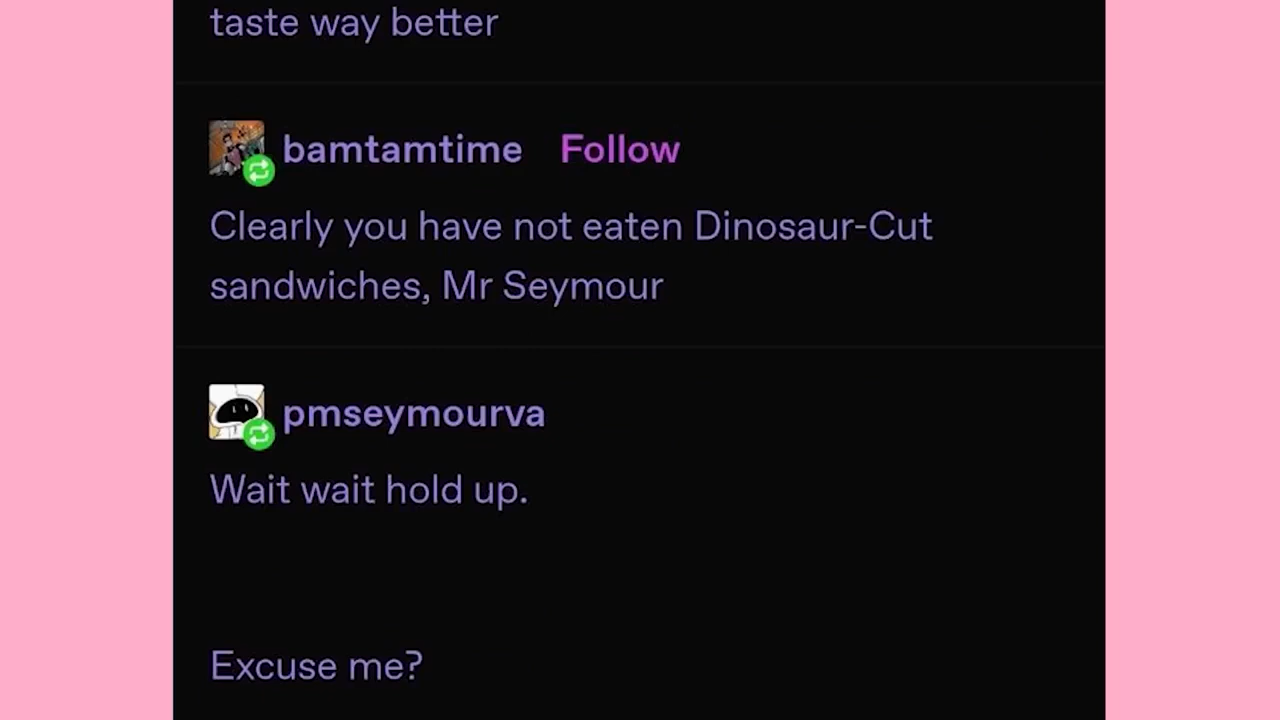 taste way better
bamtamtime Follow
Clearly you have not eaten Dinosaur-Cut
sandwiches, Mr Seymour
pmseymourva
Wait wait hold up.
Excuse me?